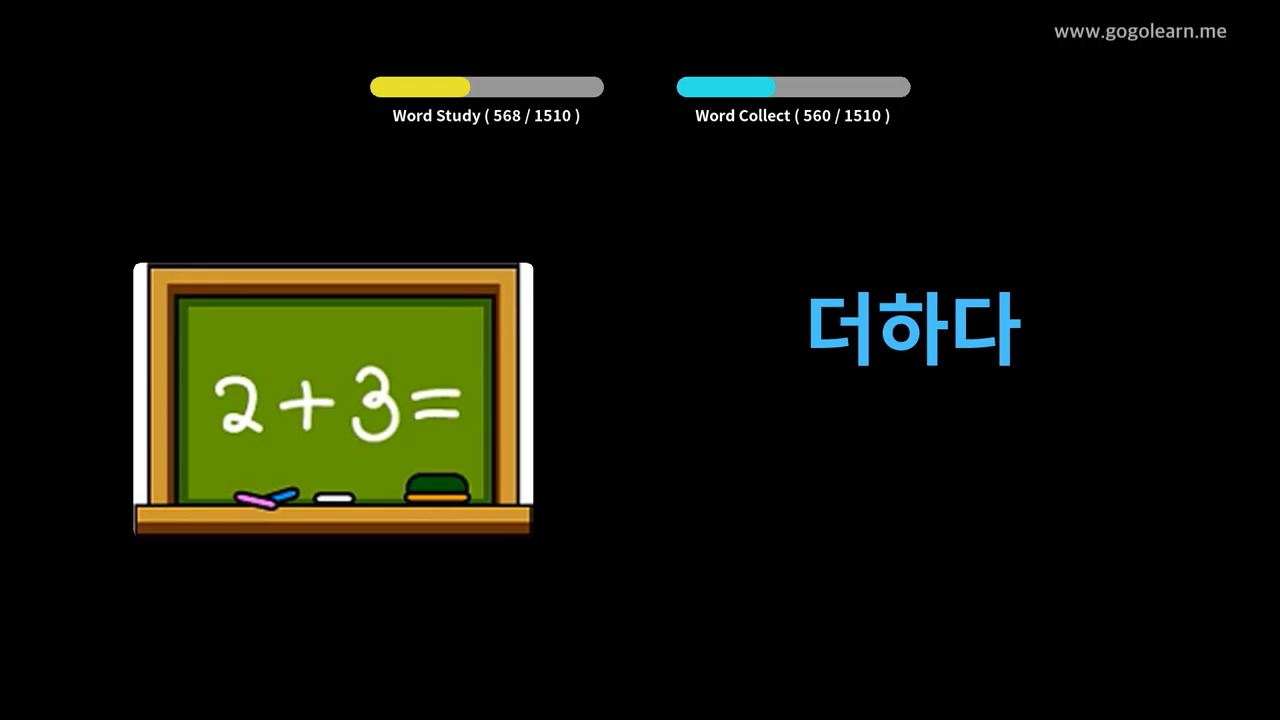 www.gogolearn.me
Word Study ( 568 / 1510 )
Word Collect ( 560 / 1510 )
2 + 3 =
더하다